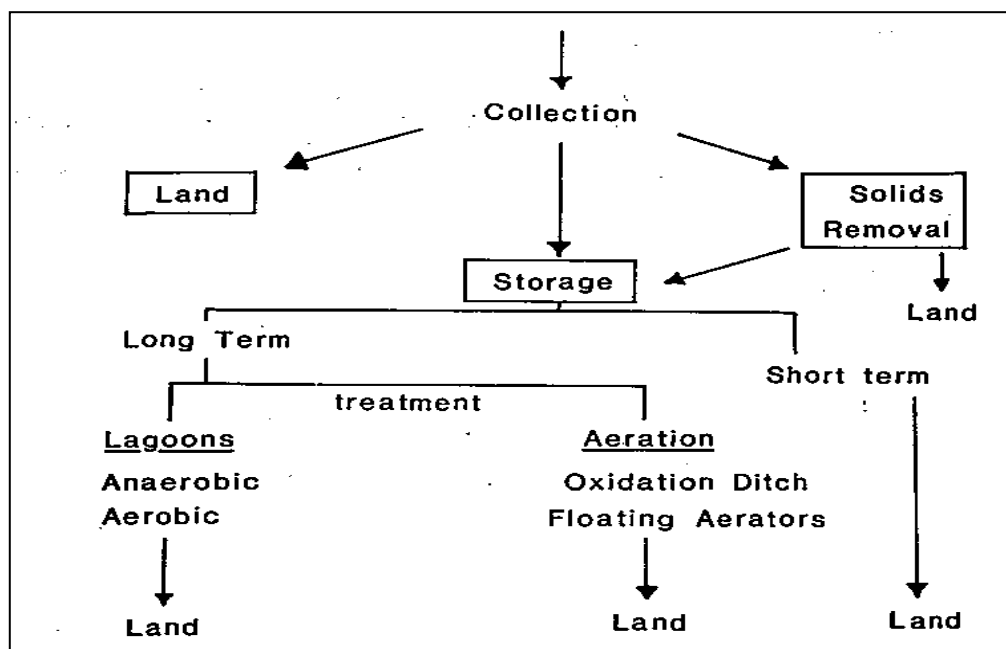 Collection
Land
Solids
Removal
Storage
Land
Long Term
Short term
treatment
Lagoons
Aeration
Anaerobic
Oxidation Ditch
Aerobic
Floating Aerators
Land
Land
Land